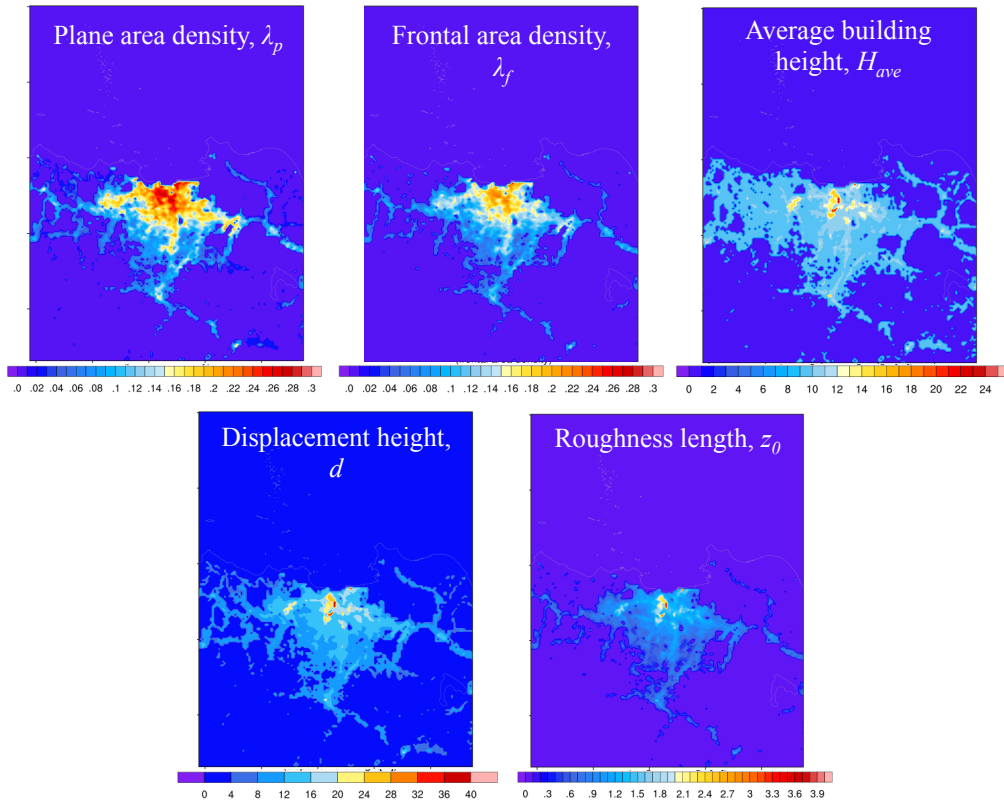 Plane area density, λp
Frontal area density,
λf
Average building
height, Have
.0 .02 .04 .06 .08 .1 .12 .14 .16 .18 .2 .22 .24 .26 .28 .3
.0 .02 .04 .06 .08 .1 .12 .14 .16 .18 .2 .22 .24 .26 .28 .3
0 2 4 6 8 10 12 14 16 18 20 22 24
Displacement height,
d
Roughness length, z0
0 4 8 12 16 20 24 28 32 36 40
.0 .3 .6 .9 1.2 1.5 1.8 2.1 2.4 2.7 3 3.3 3.6 3.9